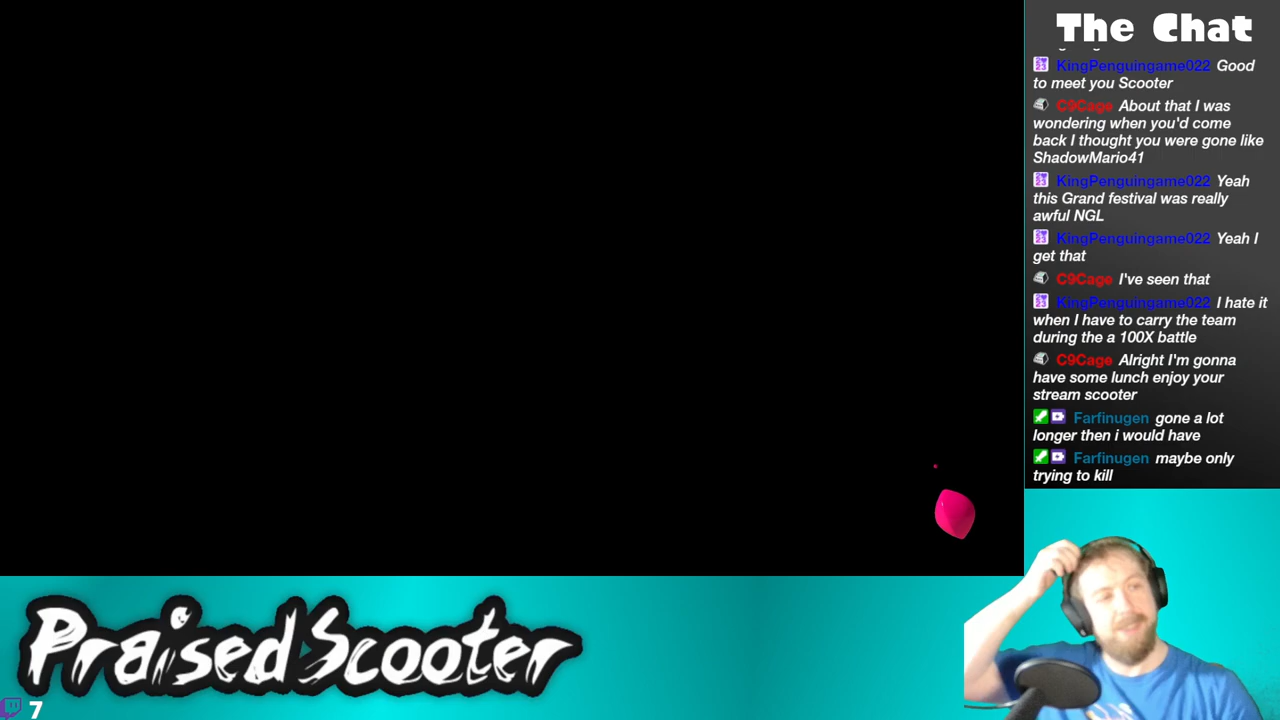 The Chat
KingPenguingame022 Good
to meet you Scooter
C9Cage About that I was
wondering when you'd come
back I thought you were gone like
ShadowMario41
KingPenguingame022 Yeah
this Grand festival was really
awful NGL
KingPenguingame022 Yeah I
get that
C9Cage I've seen that
KingPenguingame022 I hate it
when I have to carry the team
during the a 100X battle
C9Cage Alright I'm gonna
have some lunch enjoy your
stream scooter
Farfinugen gone a lot
longer then i would have
Farfinugen maybe only
trying to kill
Praised Scooter
7